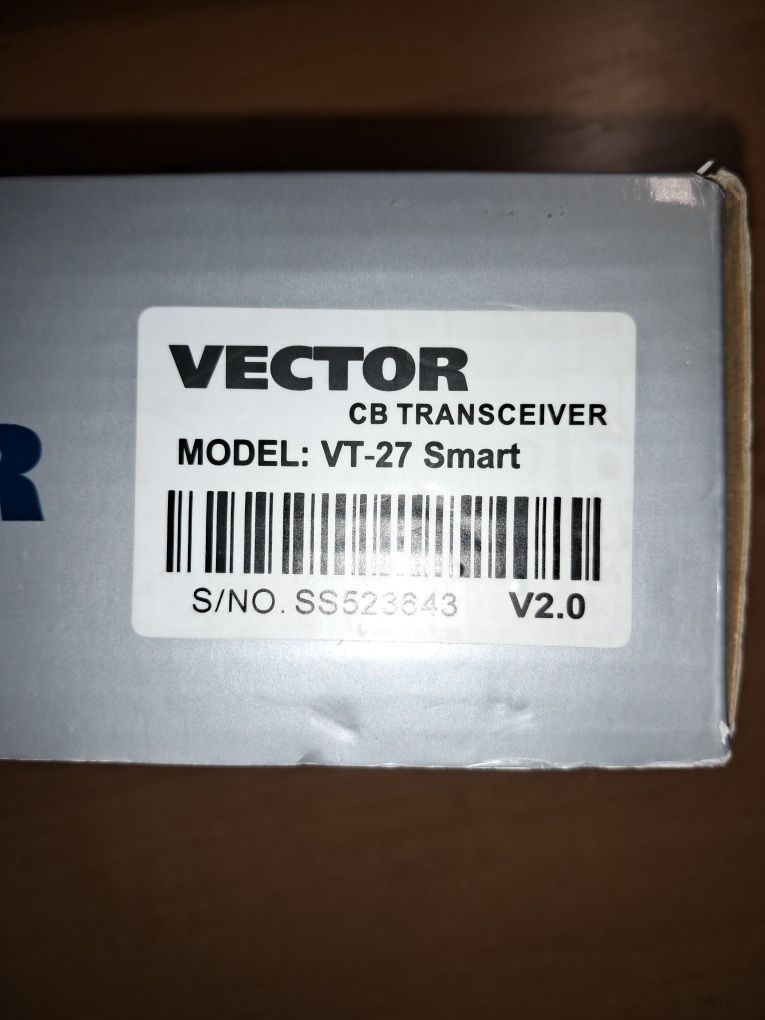 VECTOR
CB TRANSCEIVER
MODEL: VT-27 Smart
S/NO. SS523643 V2.0
R